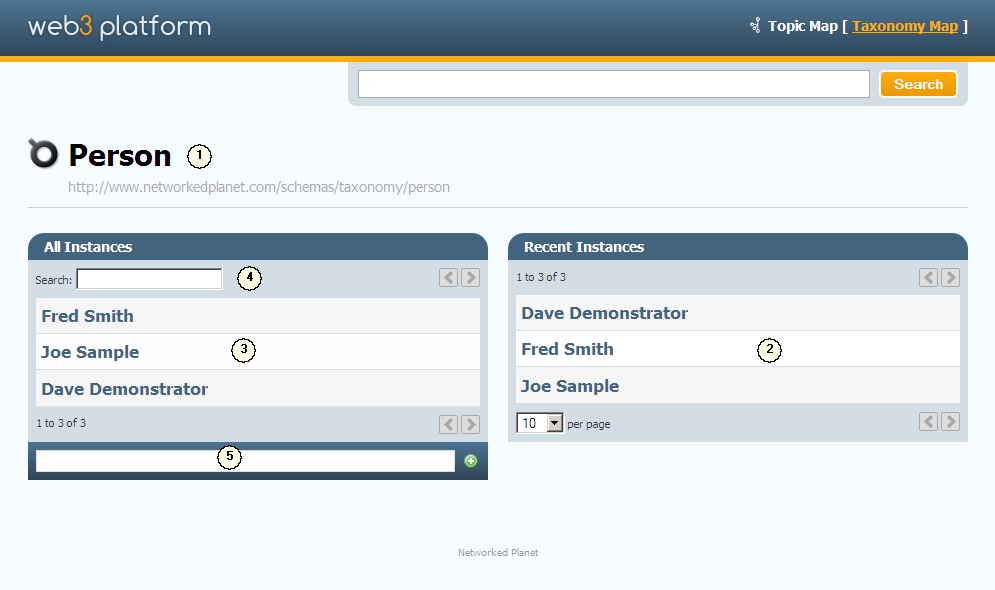 web3 platform
Topic Map [ Taxonomy Map ]
Search
Person 1
http://www.networkedplanet.com/schemas/taxonomy/person
All Instances
Search: 4
Fred Smith
Joe Sample 3
Dave Demonstrator
1 to 3 of 3
5
Recent Instances
1 to 3 of 3
Dave Demonstrator
Fred Smith 2
Joe Sample
10 per page
Networked Planet